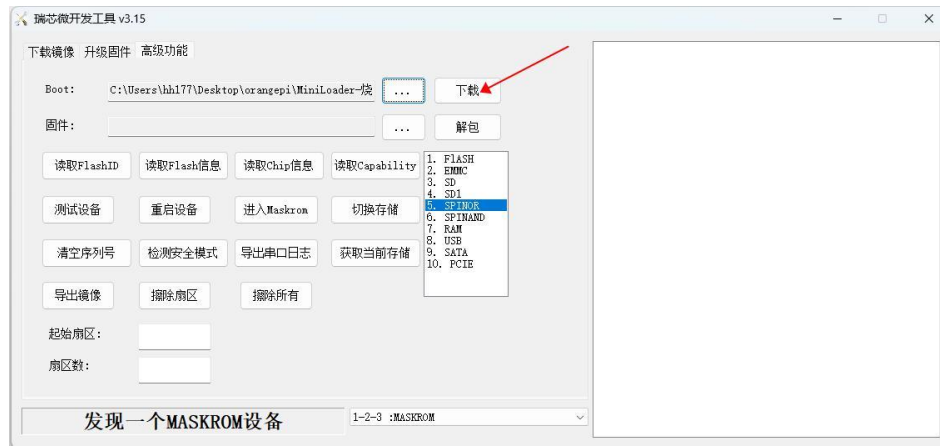 瑞芯微开发工具 v3.15
下载镜像 升级固件 高级功能
Boot: C:\Users\hh177\Desktop\orangepi\MiniLoader-烧 ... 下载
固件: ... 解包
读取FlashID 读取Flash信息 读取Chip信息 读取Capability
测试设备 重启设备 进入Maskrom 切换存储
清空序列号 检测安全模式 导出串口日志 获取当前存储
导出镜像 擦除扇区 擦除所有
1. FlASH
2. EMMC
3. SD
4. SD1
5. SPINOR
6. SPINAND
7. RAM
8. USB
9. SATA
10. PCIE
起始扇区:
扇区数:
发现一个MASKROM设备 1-2-3 :MASKROM